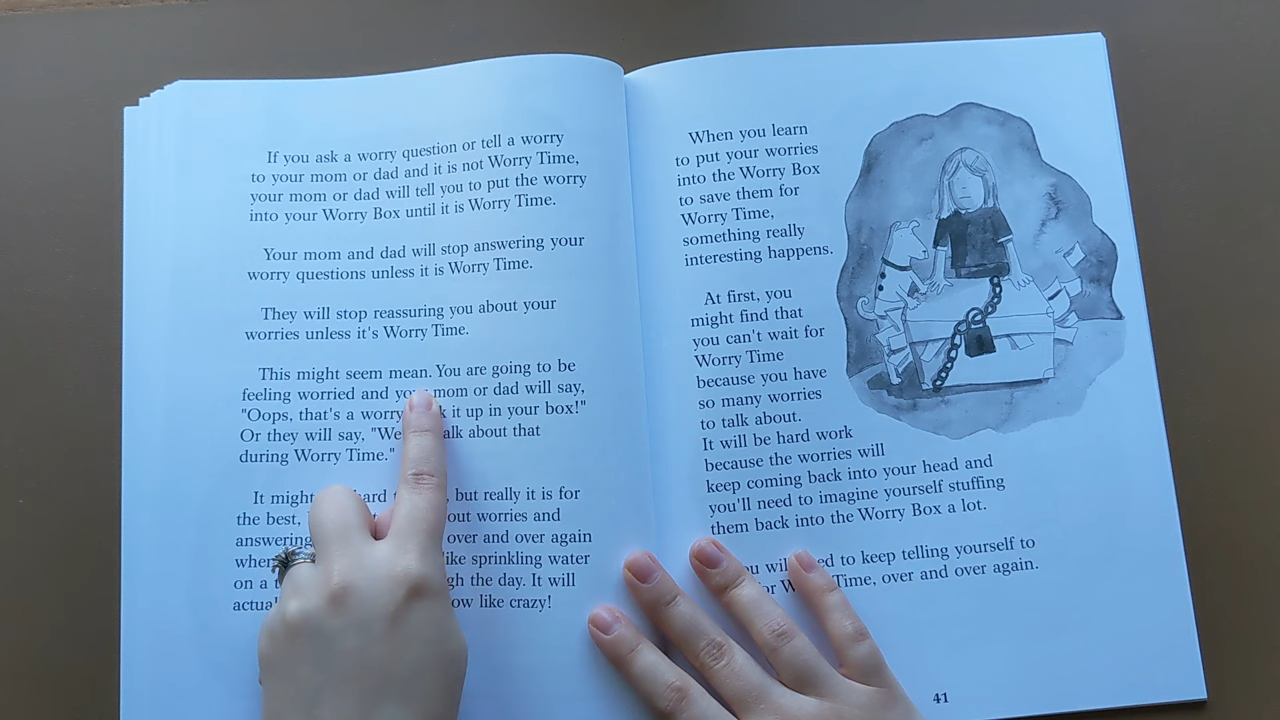 If you ask a worry question or tell a worry
to your mom or dad and it is not Worry Time,
your mom or dad will tell you to put the worry
into your Worry Box until it is Worry Time.
Your mom and dad will stop answering your
worry questions unless it is Worry Time.
They will stop reassuring you about your
worries unless it's Worry Time.
This might seem mean. You are going to be
feeling worried and your mom or dad will say,
"Oops, that's a worry it up in your box!"
Or they will say, "We alk about that
during Worry Time."
It might hard but really it is for
the best, out worries and
answering over and over again
when like sprinkling water
on a gh the day. It will
actual ow like crazy!
When you learn
to put your worries
into the Worry Box
to save them for
Worry Time,
something really
interesting happens.
At first, you
might find that
you can't wait for
Worry Time
because you have
so many worries
to talk about.
It will be hard work
because the worries will
keep coming back into your head and
you'll need to imagine yourself stuffing
them back into the Worry Box a lot.
You will need to keep telling yourself to
for Worry Time, over and over again.
41